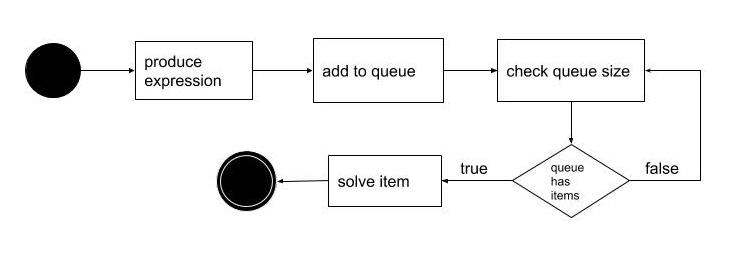 produce
expression
add to queue
check queue size
queue
has
items
true
false
solve item